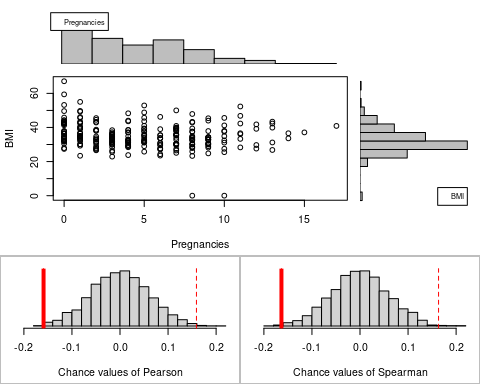 Pregnancies
BMI
60
40
20
0
0 5 10 15
Pregnancies
BMI
-0.2 -0.1 0.0 0.1 0.2
Chance values of Pearson
-0.2 -0.1 0.0 0.1 0.2
Chance values of Spearman